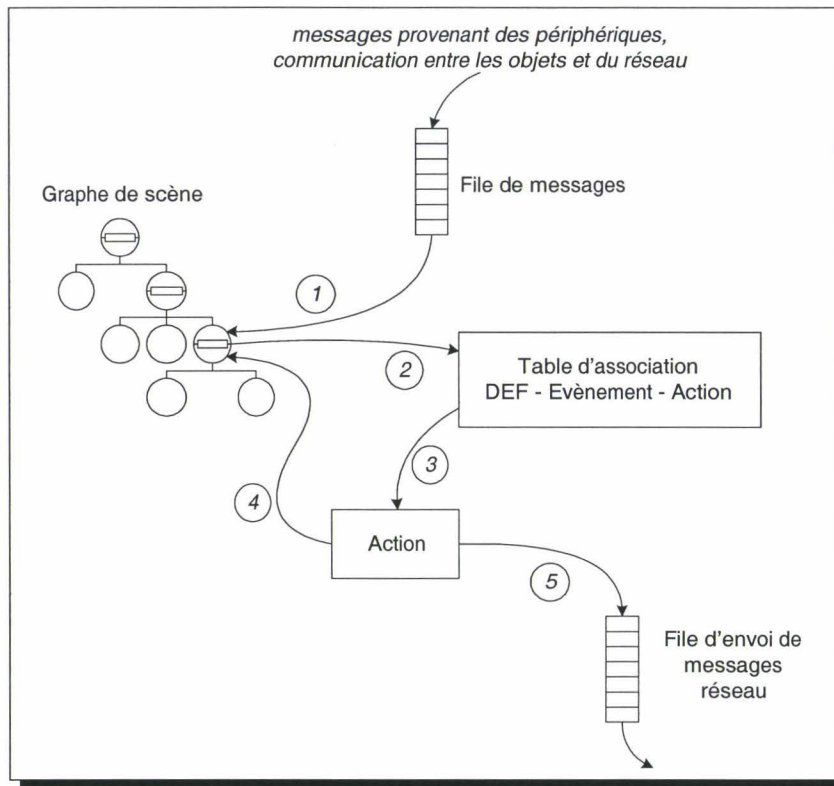 messages provenant des périphériques,
communication entre les objets et du réseau
File de messages
Graphe de scène
1
2
Table d'association
DEF - Evènement - Action
3
4
Action
5
File d'envoi de
messages
réseau